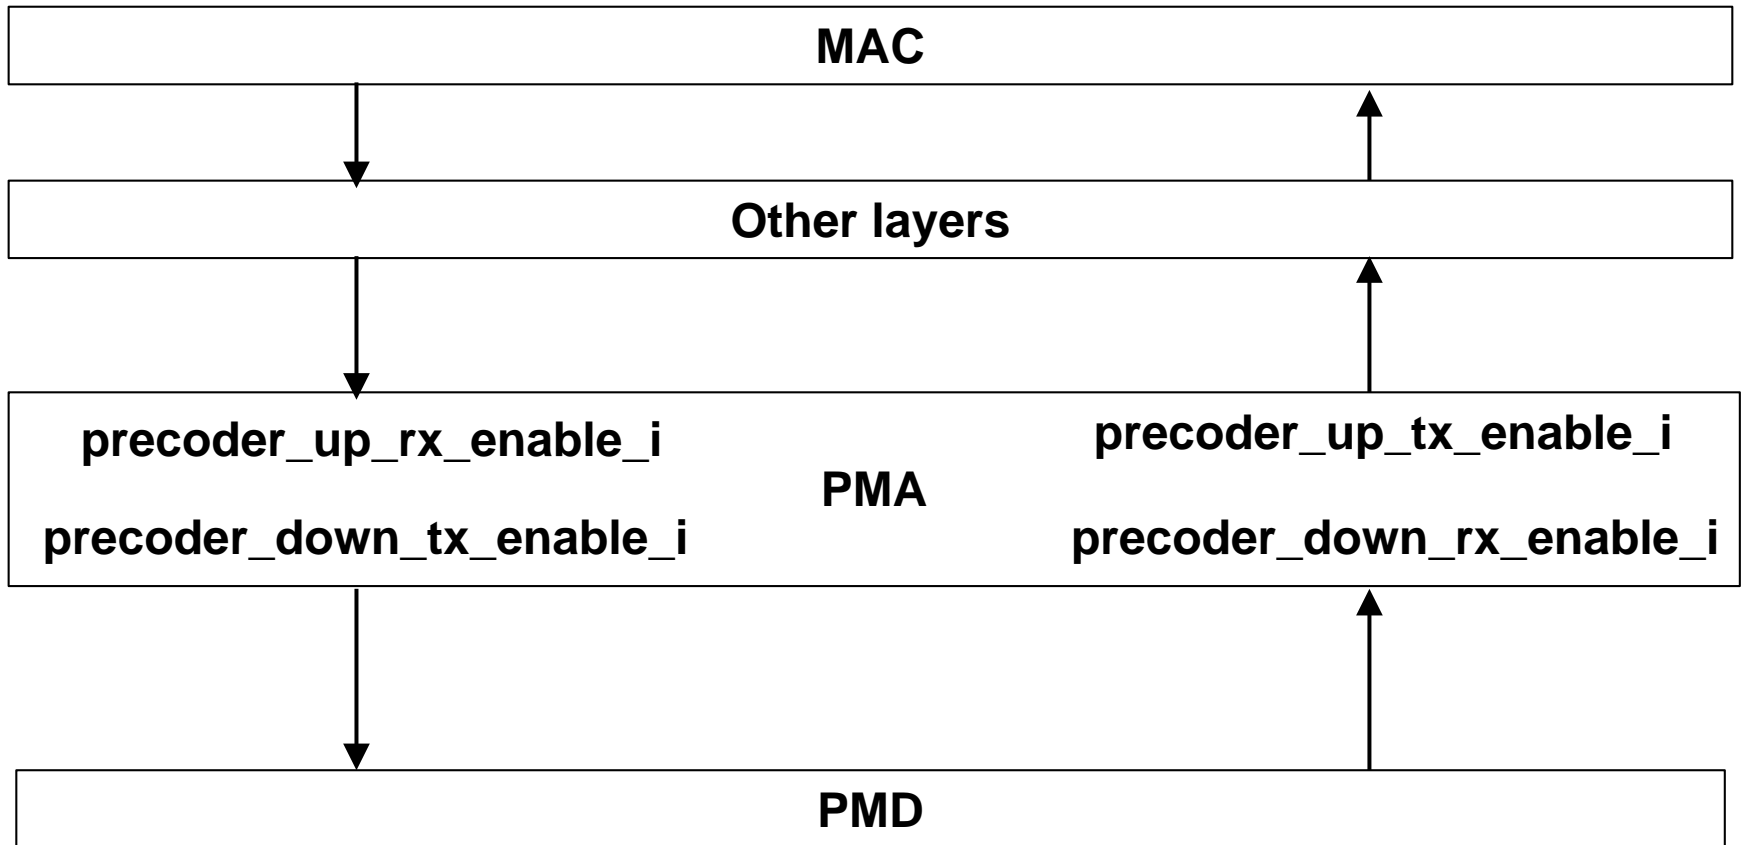 MAC
Other layers
precoder_up_rx_enable_i
precoder_up_tx_enable_i
PMA
precoder_down_tx_enable_i
precoder_down_rx_enable_i
PMD